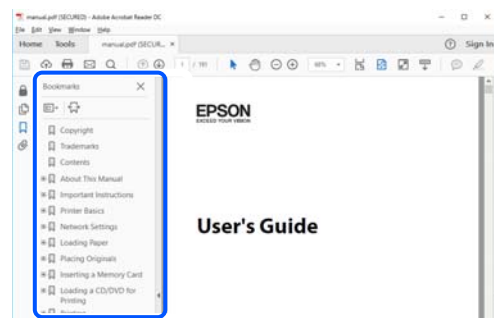 manual.pdf (SECURED) - Adobe Acrobat Reader DC
File Edit View Window Help
Home Tools manual.pdf (SECUR... × Sign In
1 / 191
Bookmarks
Copyright
Trademarks
Contents
About This Manual
Important Instructions
Printer Basics
Network Settings
Loading Paper
Placing Originals
Inserting a Memory Card
Loading a CD/DVD for
Printing
EPSON
EXCEED YOUR VISION
User's Guide